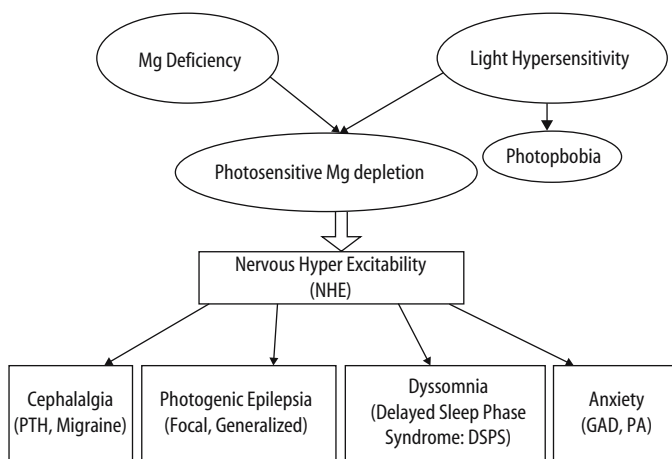 Mg Deficiency
Light Hypersensitivity
Photopbobia
Photosensitive Mg depletion
Nervous Hyper Excitability
(NHE)
Cephalalgia
(PTH, Migraine)
Photogenic Epilepsia
(Focal, Generalized)
Dyssomnia
(Delayed Sleep Phase
Syndrome: DSPS)
Anxiety
(GAD, PA)